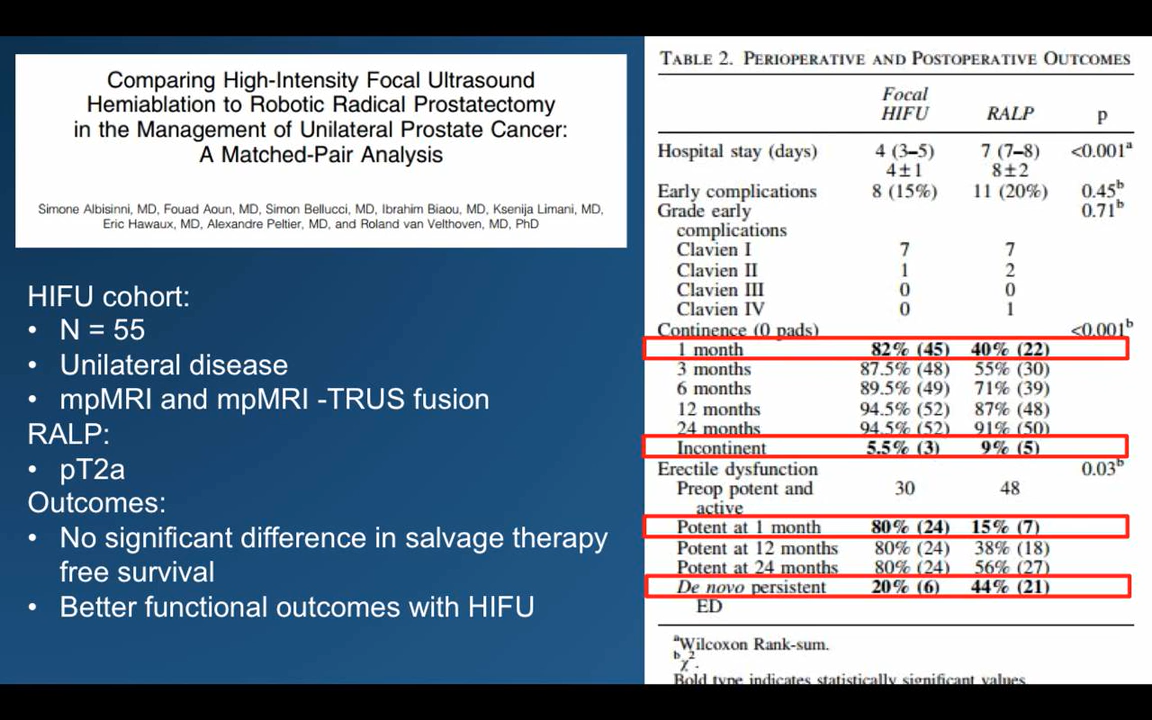 Comparing High-Intensity Focal Ultrasound
Hemiablation to Robotic Radical Prostatectomy
in the Management of Unilateral Prostate Cancer:
A Matched-Pair Analysis
Simone Albisinni, MD, Fouad Aoun, MD, Simon Bellucci, MD, Ibrahim Biaou, MD, Ksenija Limani, MD,
Eric Hawaux, MD, Alexandre Peltier, MD, and Roland van Velthoven, MD, PhD
HIFU cohort:
• N = 55
• Unilateral disease
• mpMRI and mpMRI -TRUS fusion
RALP:
• pT2a
Outcomes:
• No significant difference in salvage therapy
free survival
• Better functional outcomes with HIFU
TABLE 2. PERIOPERATIVE AND POSTOPERATIVE OUTCOMES
Focal
HIFU RALP p
Hospital stay (days) 4 (3–5) 7 (7–8) <0.001a
4±1 8±2
Early complications 8 (15%) 11 (20%) 0.45b
Grade early 0.71b
complications
Clavien I 7 7
Clavien II 1 2
Clavien III 0 0
Clavien IV 0 1
Continence (0 pads) <0.001b
1 month 82% (45) 40% (22)
3 months 87.5% (48) 55% (30)
6 months 89.5% (49) 71% (39)
12 months 94.5% (52) 87% (48)
24 months 94.5% (52) 91% (50)
Incontinent 5.5% (3) 9% (5)
Erectile dysfunction 0.03b
Preop potent and 30 48
active
Potent at 1 month 80% (24) 15% (7)
Potent at 12 months 80% (24) 38% (18)
Potent at 24 months 80% (24) 56% (27)
De novo persistent 20% (6) 44% (21)
ED
aWilcoxon Rank-sum.
bχ2.
Bold type indicates statistically significant values.